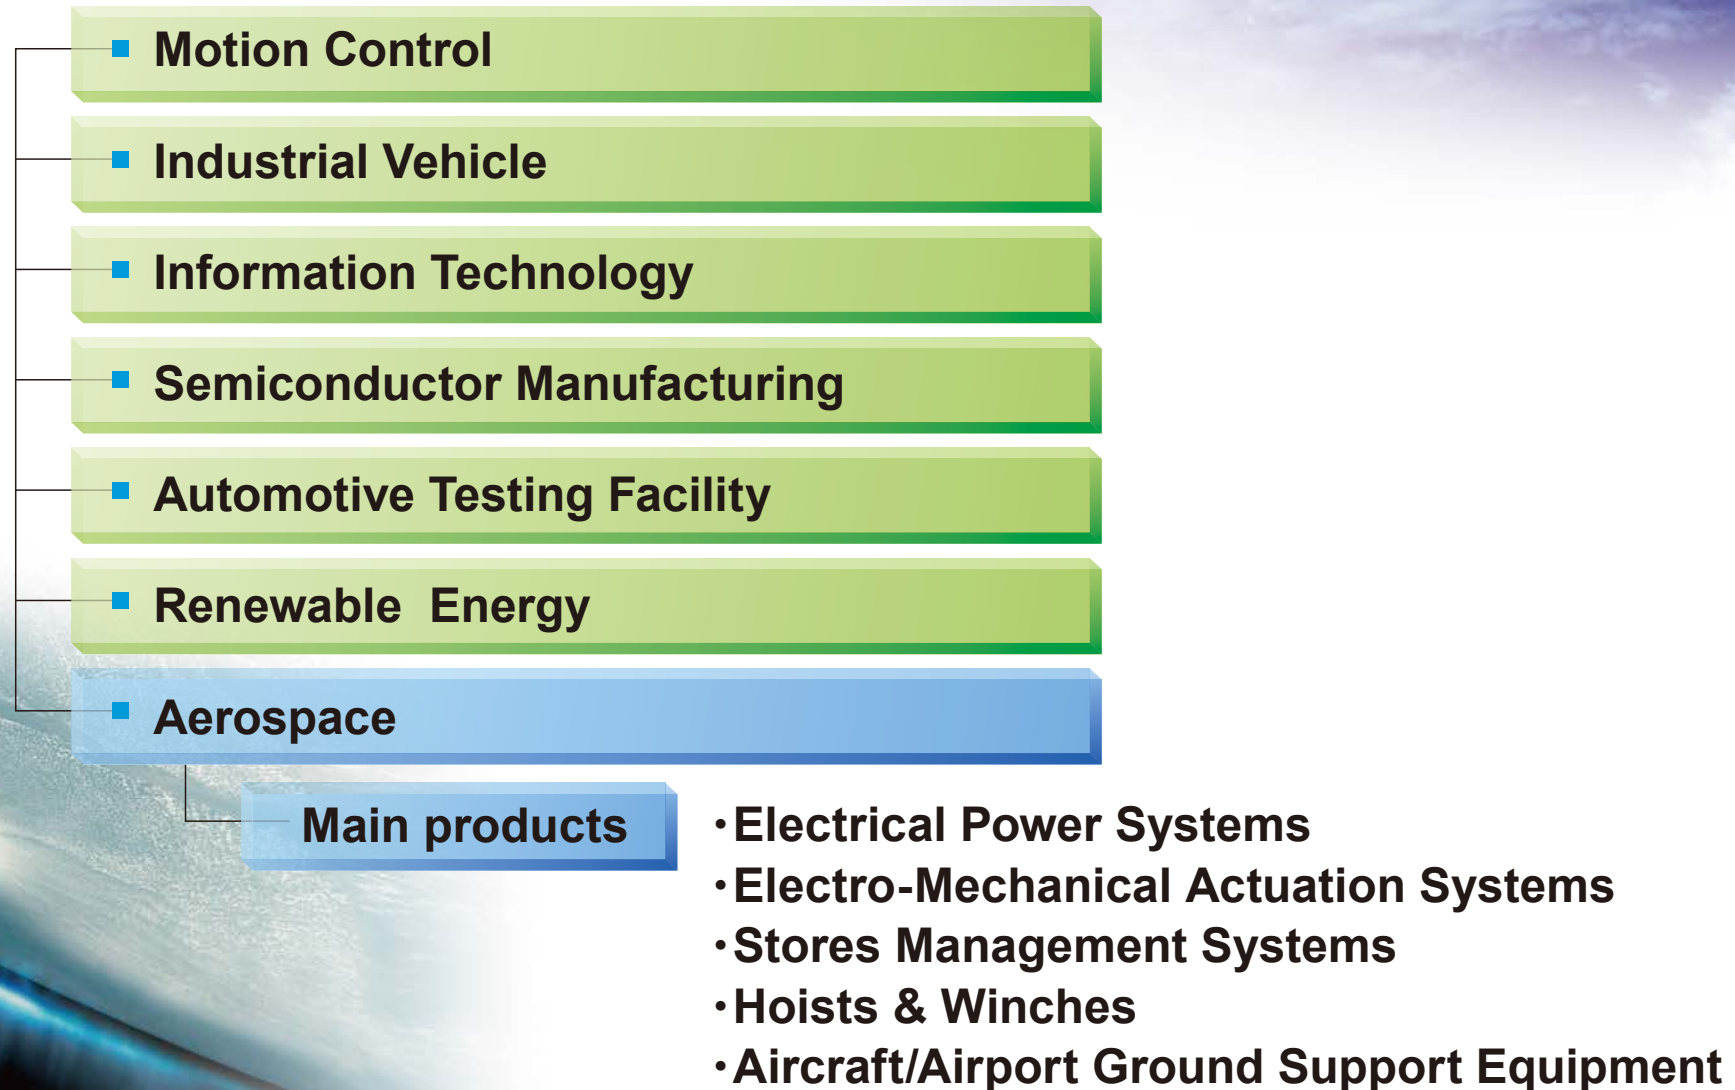 Motion Control
Industrial Vehicle
Information Technology
Semiconductor Manufacturing
Automotive Testing Facility
Renewable  Energy
Aerospace
Main products
・Electrical Power Systems
・Electro-Mechanical Actuation Systems
・Stores Management Systems
・Hoists & Winches
・Aircraft/Airport Ground Support Equipment